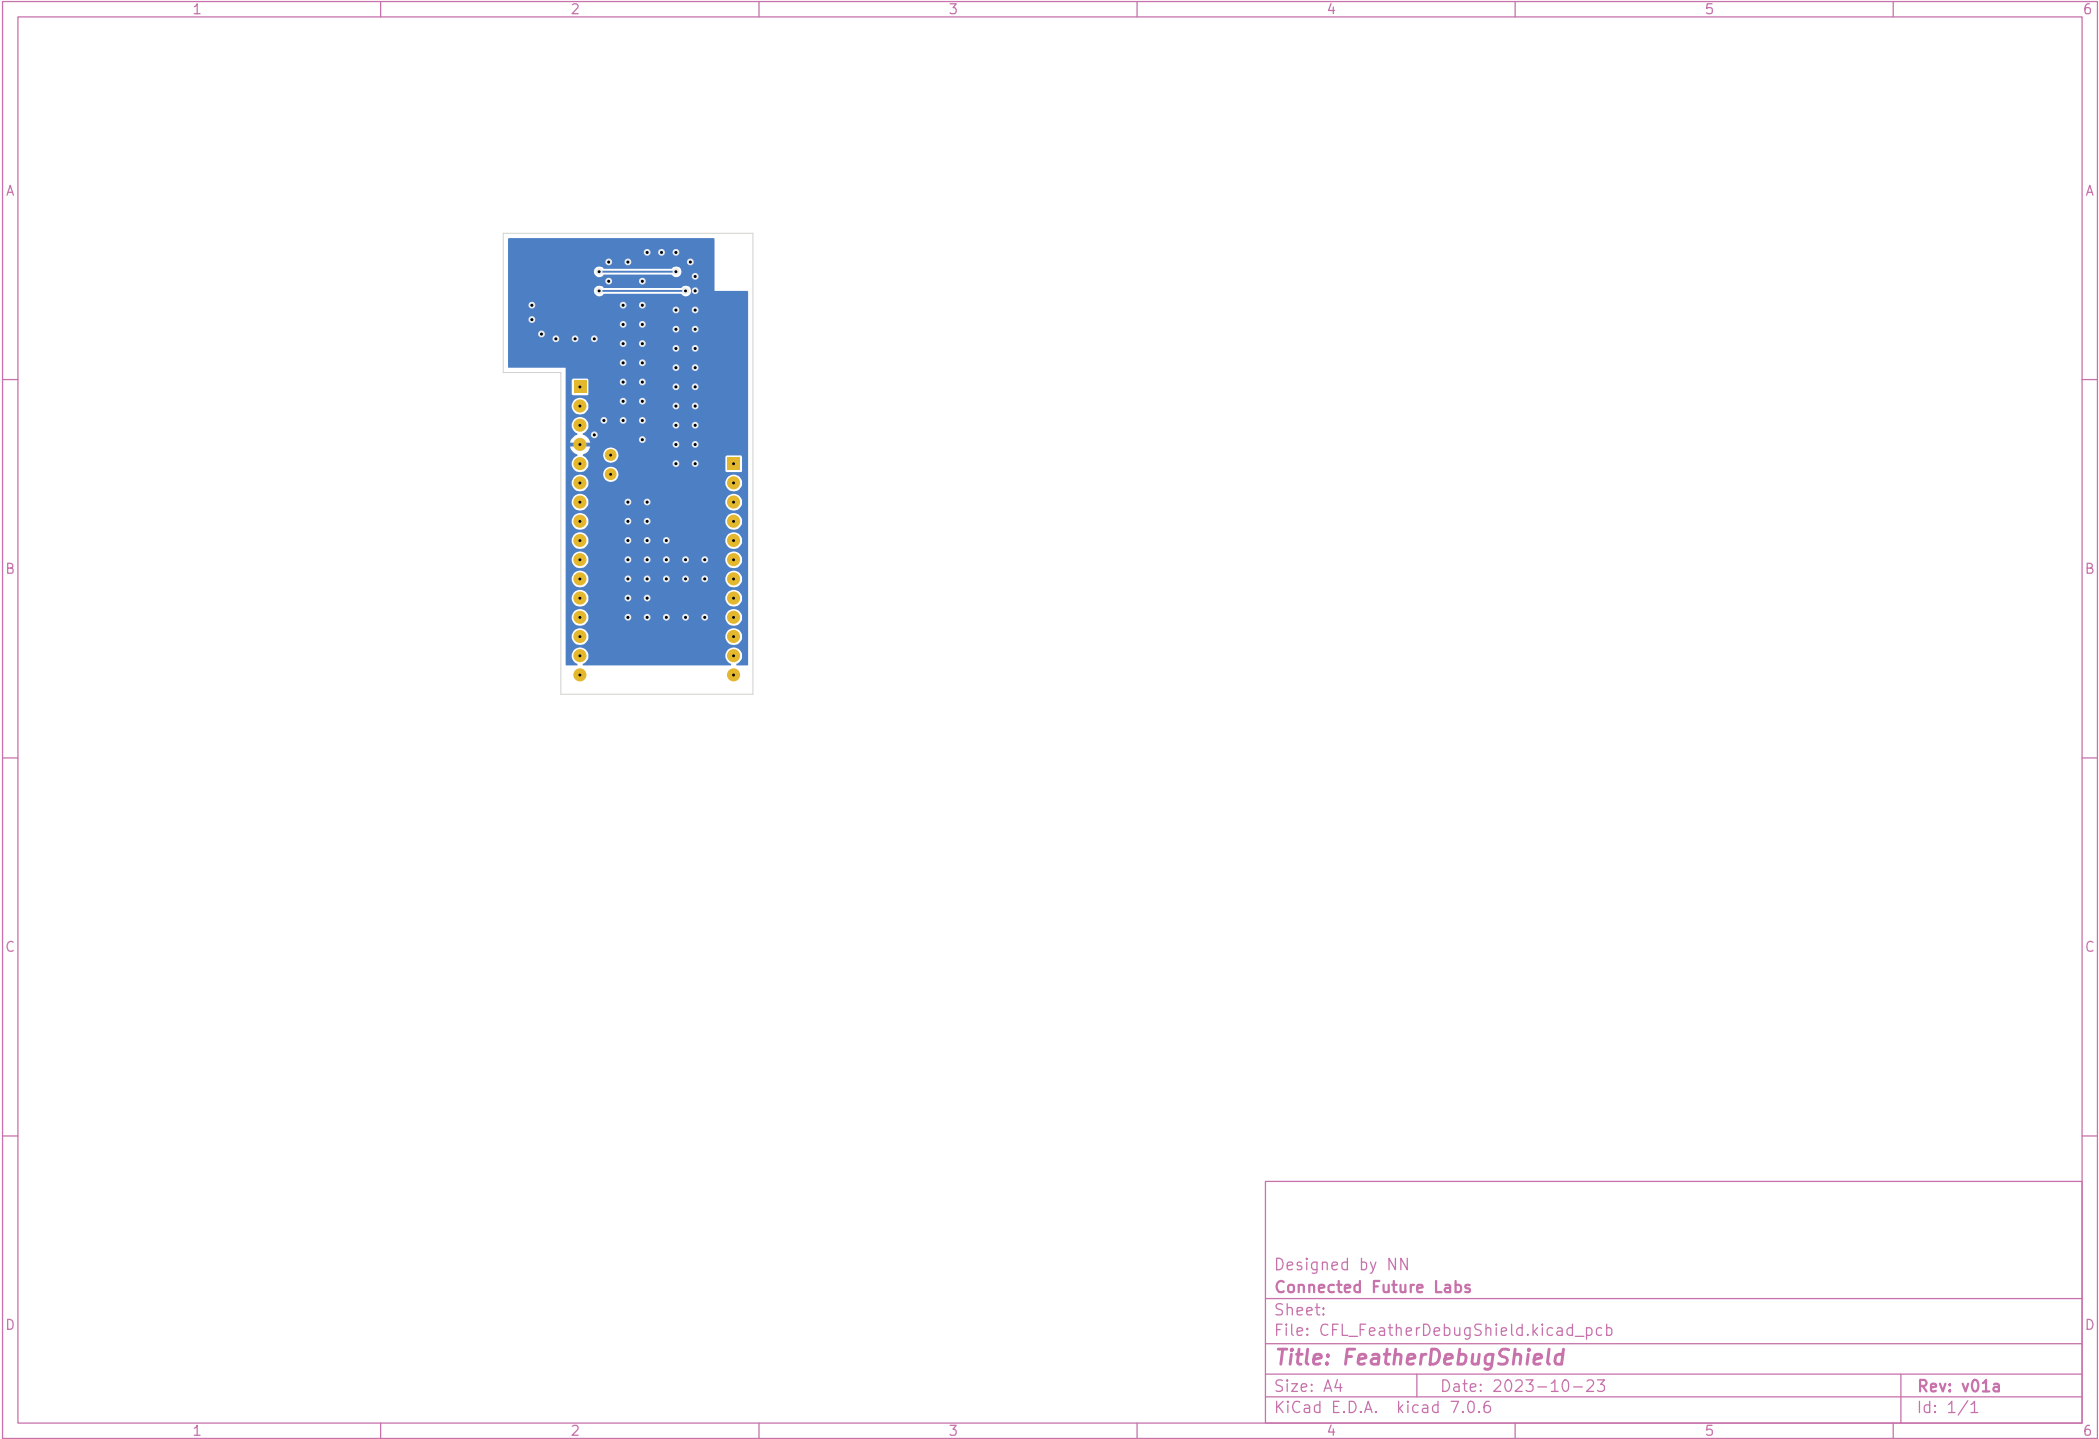 1 2 3 4 5 6
A A
B B
C C
D D
Designed by NN
Connected Future Labs
Sheet:
File: CFL_FeatherDebugShield.kicad_pcb
Title: FeatherDebugShield
Size: A4 Date: 2023-10-23 Rev: v01a
KiCad E.D.A. kicad 7.0.6 Id: 1/1
1 2 3 4 5 6